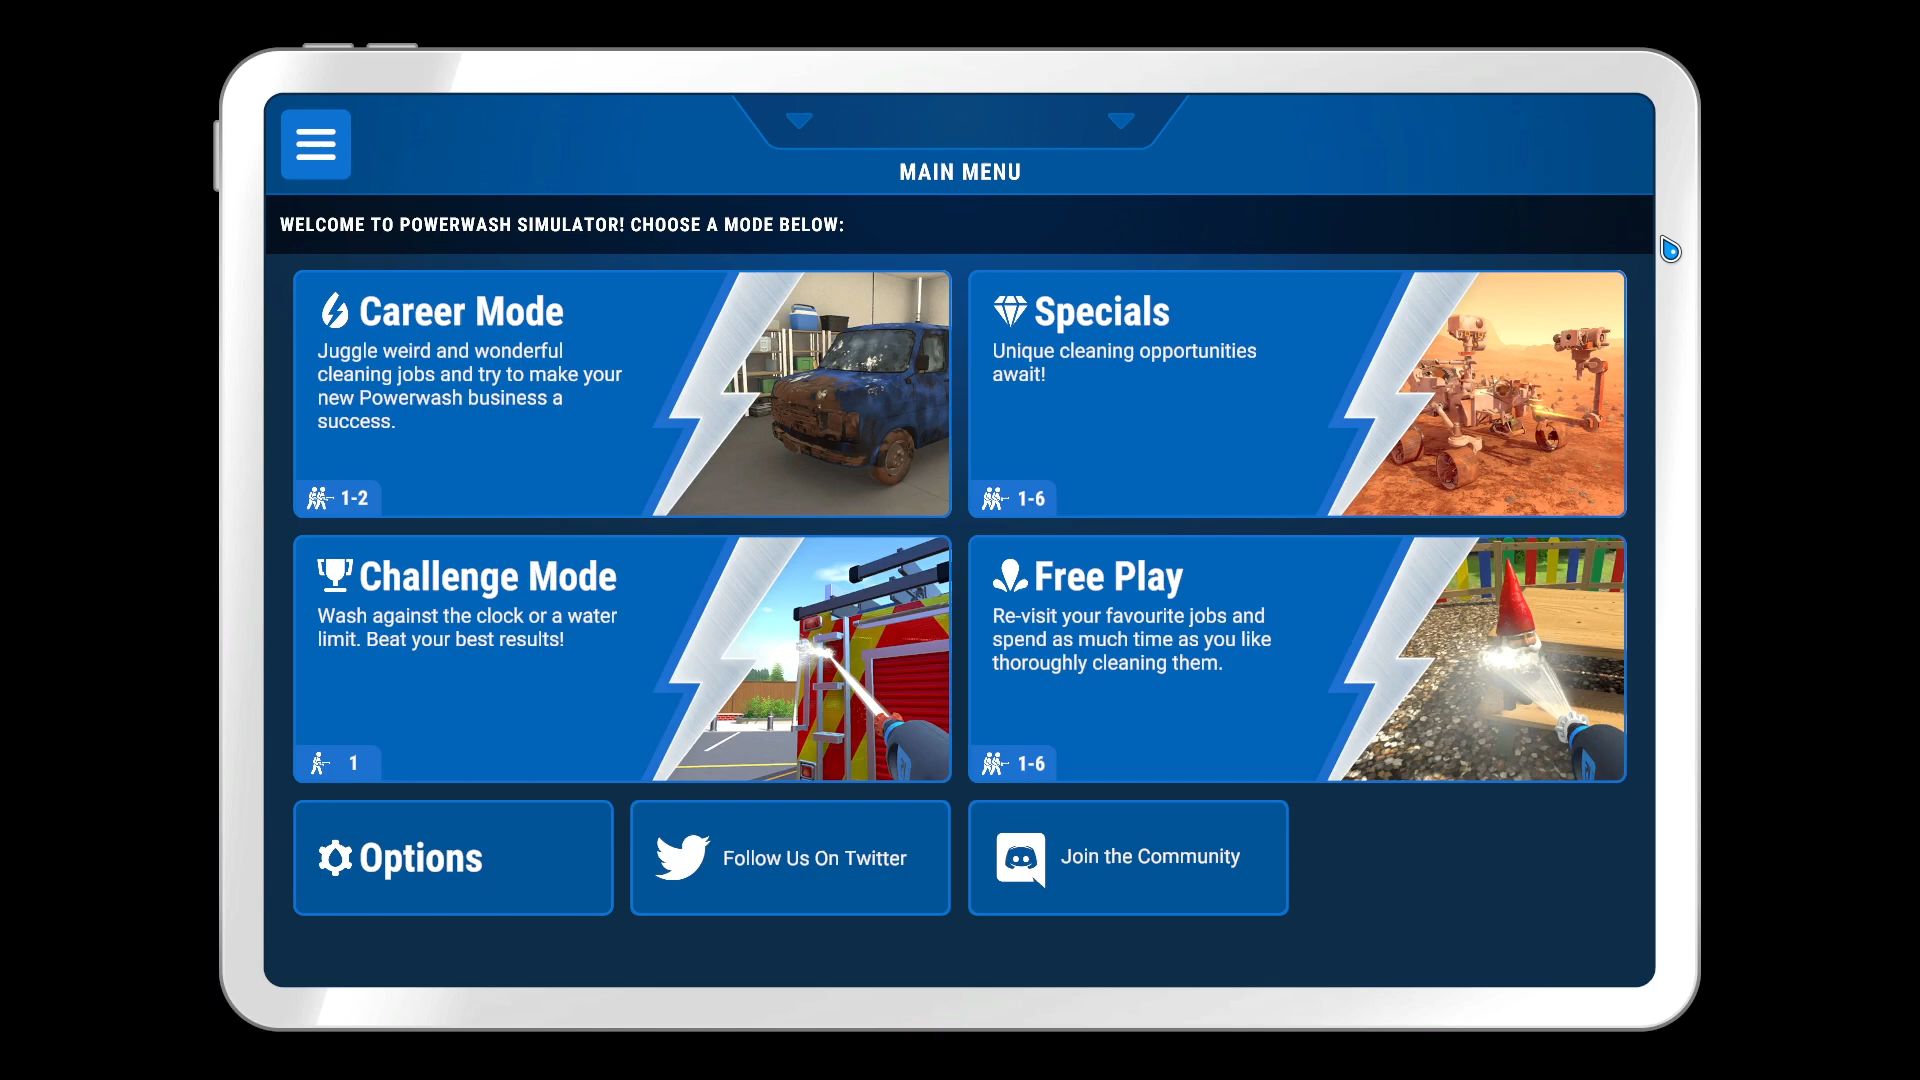 MAIN MENU
WELCOME TO POWERWASH SIMULATOR! CHOOSE A MODE BELOW:
Career Mode
Juggle weird and wonderful
cleaning jobs and try to make your
new Powerwash business a
success.
1-2
Specials
Unique cleaning opportunities
await!
1-6
Challenge Mode
Wash against the clock or a water
limit. Beat your best results!
1
Free Play
Re-visit your favourite jobs and
spend as much time as you like
thoroughly cleaning them.
1-6
Options
Follow Us On Twitter
Join the Community